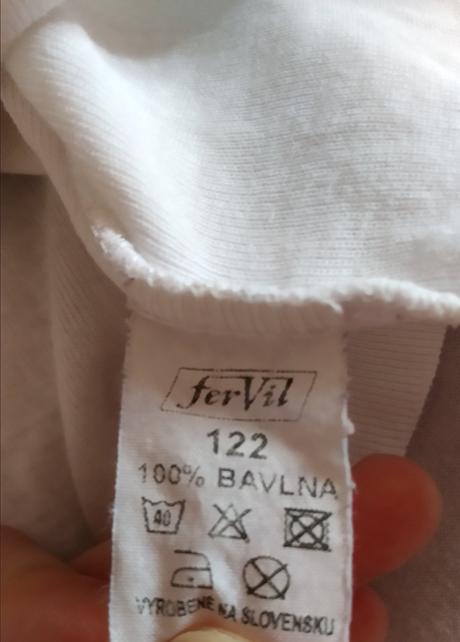 ferVil
122
100% BAVLNA
40
VYROBENÉ NA SLOVENSKU